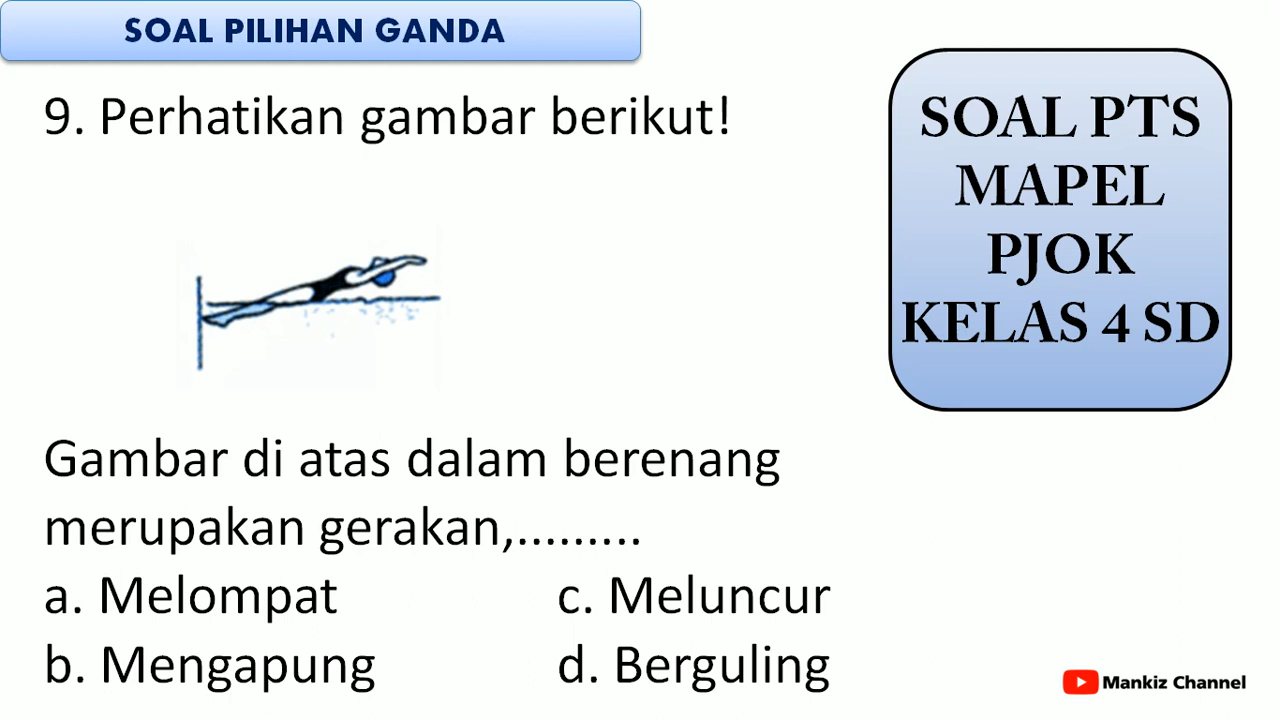 SOAL PILIHAN GANDA
9. Perhatikan gambar berikut!
SOAL PTS
MAPEL
PJOK
KELAS 4 SD
Gambar di atas dalam berenang
merupakan gerakan,.........
a. Melompat
c. Meluncur
b. Mengapung
d. Berguling
Mankiz Channel